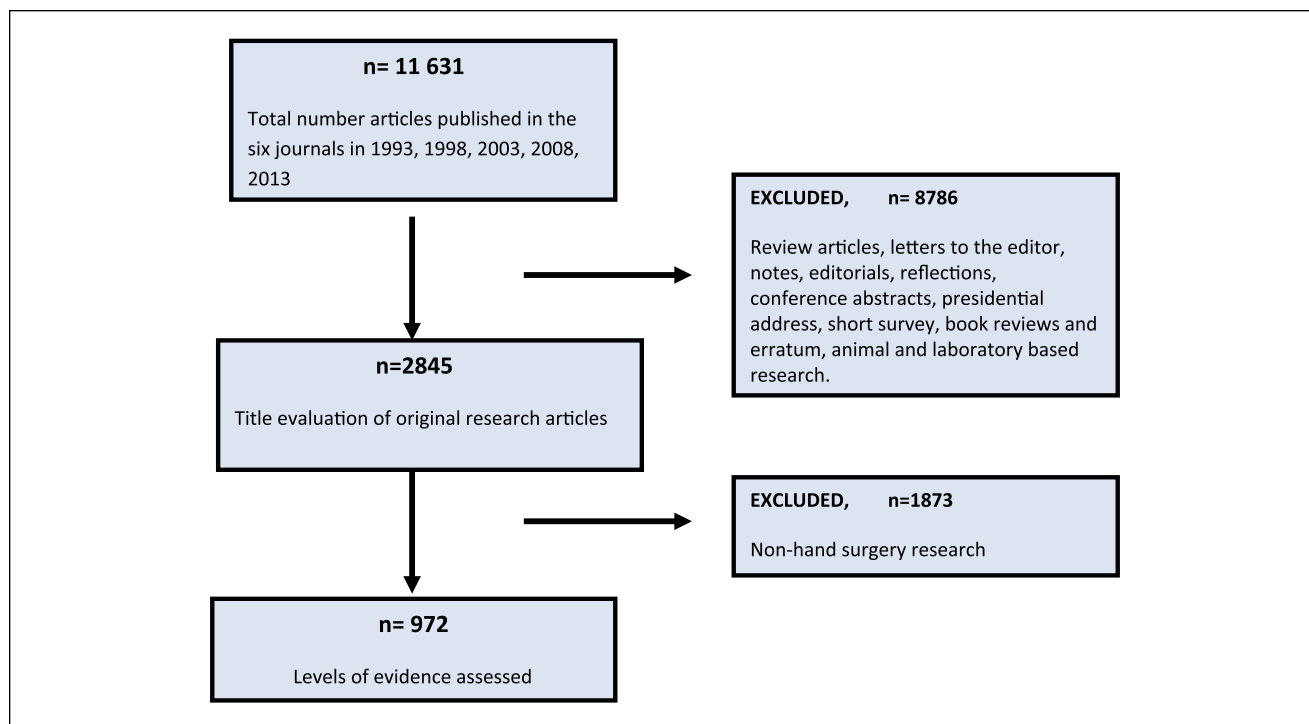 n= 11 631
Total number articles published in the
six journals in 1993, 1998, 2003, 2008,
2013
EXCLUDED, n= 8786
Review articles, letters to the editor,
notes, editorials, reflections,
conference abstracts, presidential
address, short survey, book reviews and
erratum, animal and laboratory based
research.
n=2845
Title evaluation of original research articles
EXCLUDED, n=1873
Non-hand surgery research
n= 972
Levels of evidence assessed